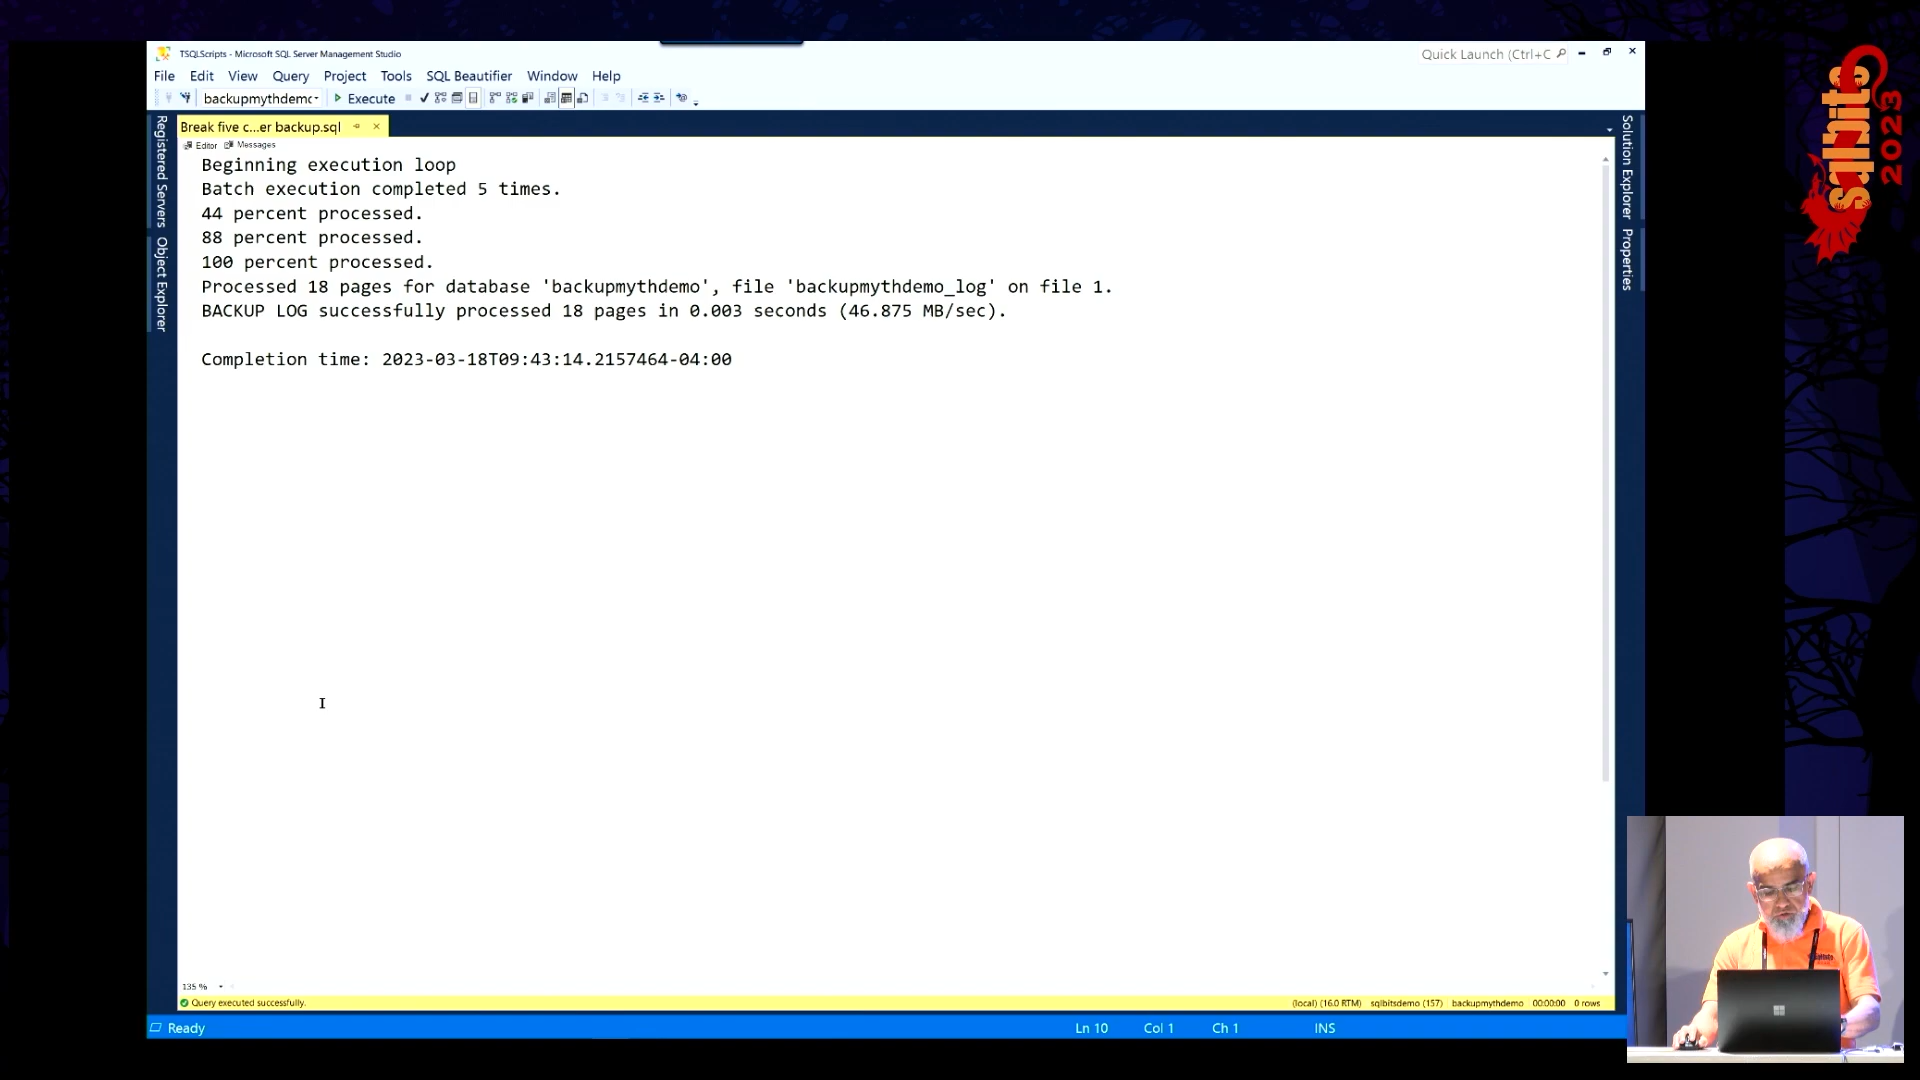 TSQLScripts - Microsoft SQL Server Management Studio
Quick Launch (Ctrl+C
File Edit View Query Project Tools SQL Beautifier Window Help
backupmythdemc Execute
Break five c...er backup.sql
Editor Messages
Beginning execution loop
Batch execution completed 5 times.
44 percent processed.
88 percent processed.
100 percent processed.
Processed 18 pages for database 'backupmythdemo', file 'backupmythdemo_log' on file 1.
BACKUP LOG successfully processed 18 pages in 0.003 seconds (46.875 MB/sec).
Completion time: 2023-03-18T09:43:14.2157464-04:00
Registered Servers
Object Explorer
Solution Explorer
Properties
135 %
Query executed successfully.
(local) (16.0 RTM) sqlbitsdemo (157) backupmythdemo 00:00:00 0 rows
Ready
Ln 10 Col 1 Ch 1 INS
sqlbits
2023